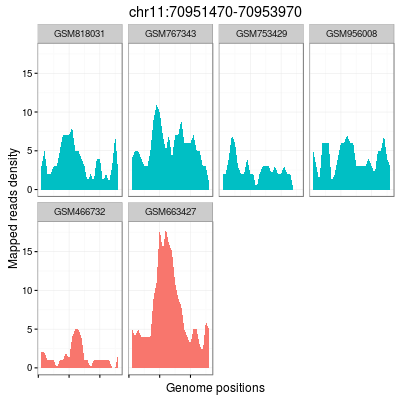 chr11:70951470-70953970
GSM818031 GSM767343 GSM753429 GSM956008
15
10
5
0
GSM466732 GSM663427
15
10
5
0
Mapped reads density
Genome positions